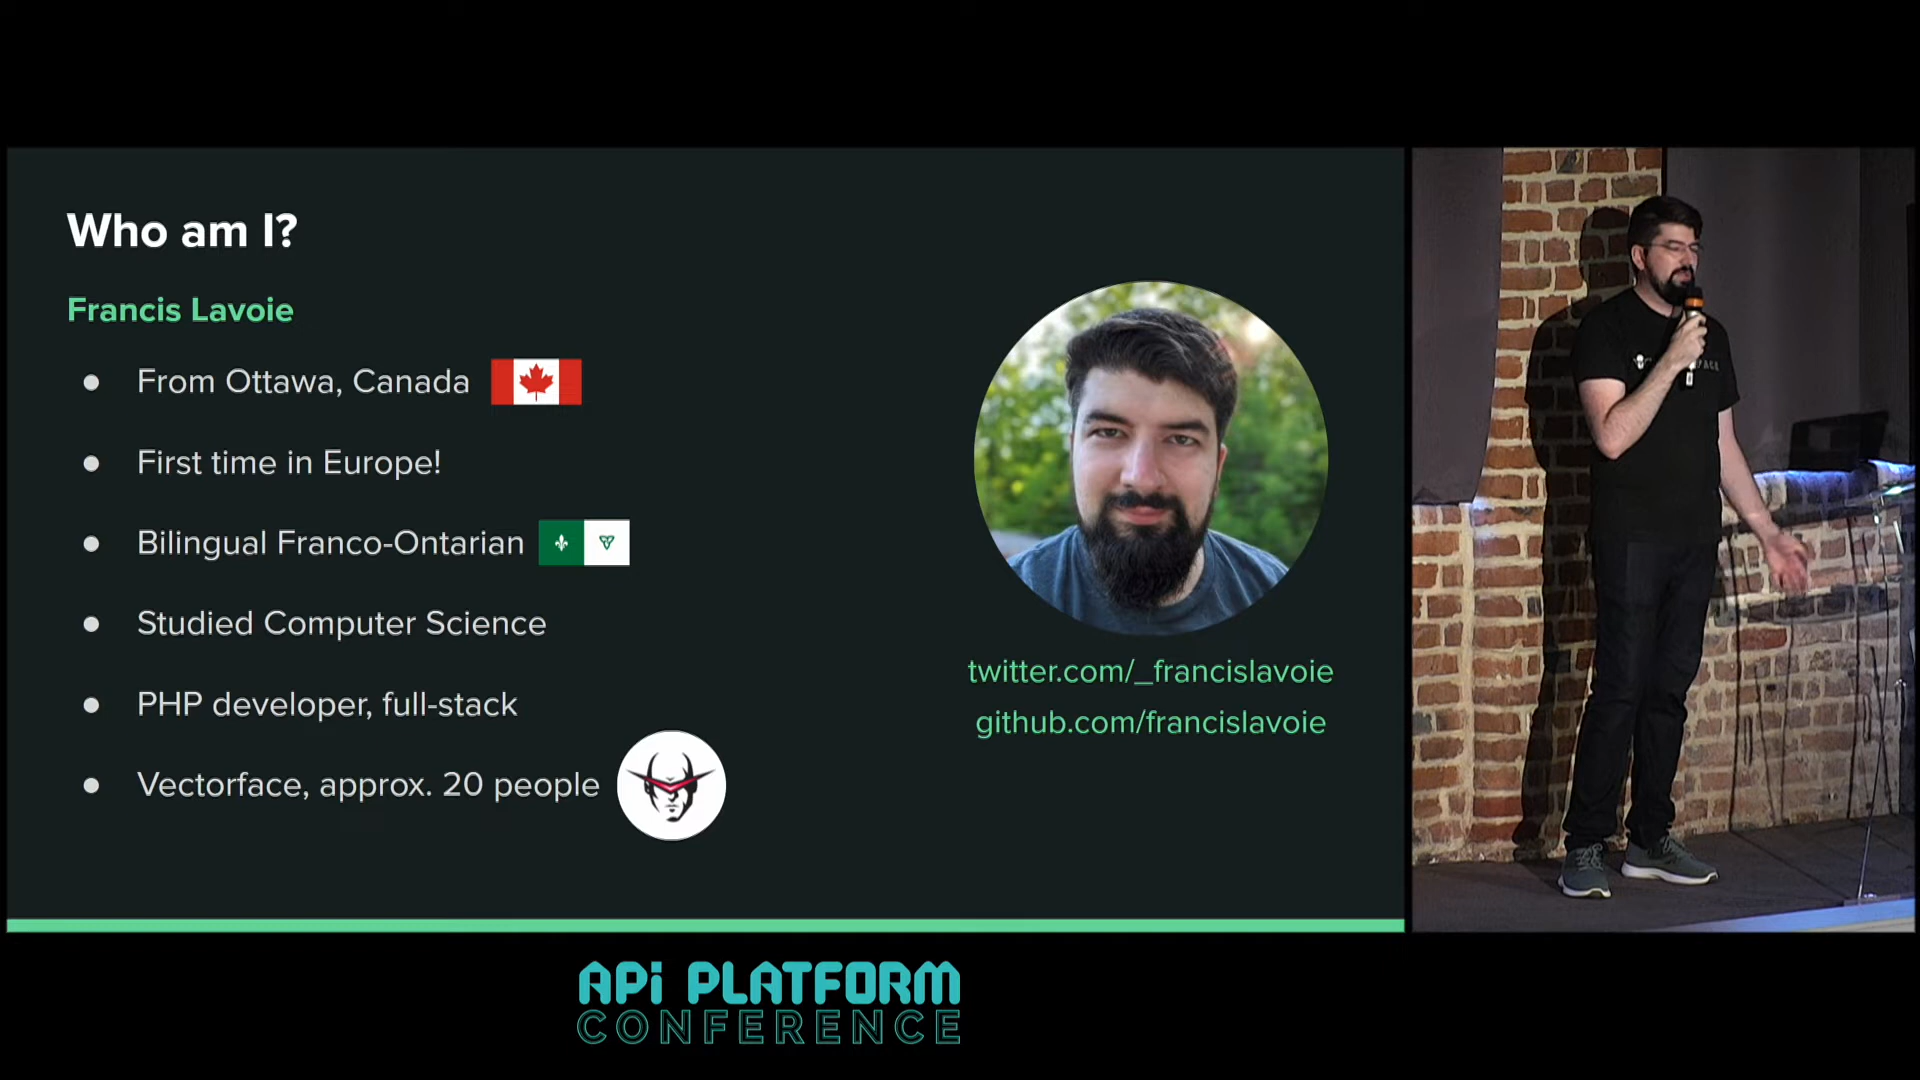 Who am I?
Francis Lavoie
From Ottawa, Canada
First time in Europe!
Bilingual Franco-Ontarian
Studied Computer Science
PHP developer, full-stack
Vectorface, approx. 20 people
twitter.com/_francislavoie
github.com/francislavoie
API PLATFORM
CONFERENCE